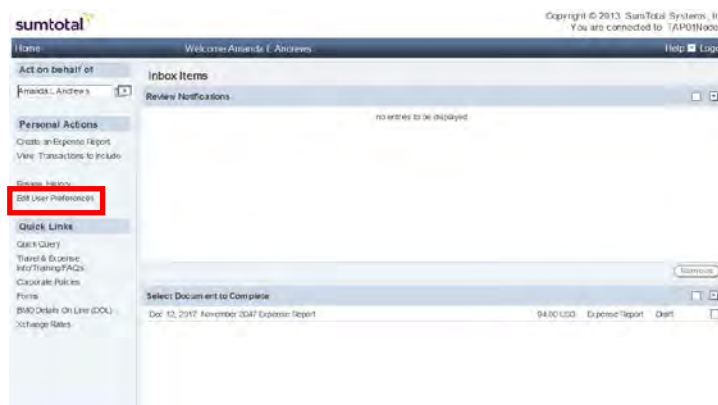 sumtotal
Copyright © 2013 SumTotal Systems,
You are connected to TAP01Node
Home
Welcome Amanda L Andrews
Help
Act on behalf of
Amanda L Andrews
Personal Actions
Create an Expense Report
View Transactions to Include
Review History
Edit User Preferences
Quick Links
Quick Query
Travel & Expense
Info/Training/FAQs
Corporate Policies
Forms
BMO Details On Line (DOL)
Xchange Rates
Inbox Items
Review Notifications
no entries to be displayed
Remove
Select Document to Complete
Dec 12, 2017 November 2017 Expense Report 94.00 USD Expense Report Draft